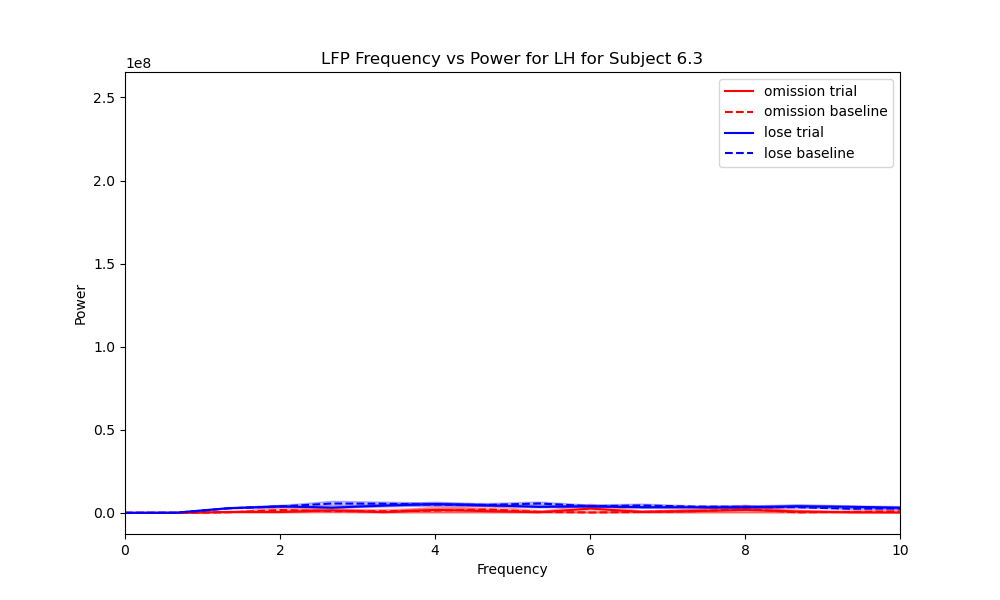 LFP Frequency vs Power for LH for Subject 6.3
1e8
2.5
2.0
1.5
1.0
0.5
0.0
Power
0 2 4 6 8 10
Frequency
omission trial
omission baseline
lose trial
lose baseline